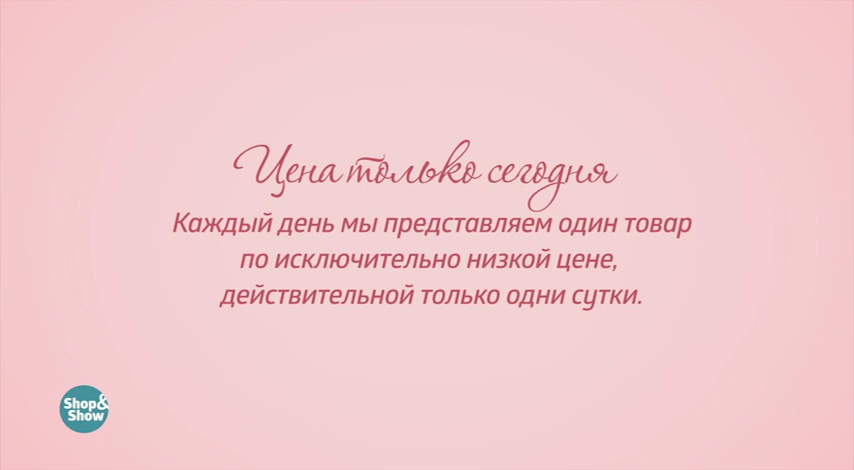 Цена только сегодня
Каждый день мы представляем один товар
по исключительно низкой цене,
действительной только одни сутки.
Shop&
Show